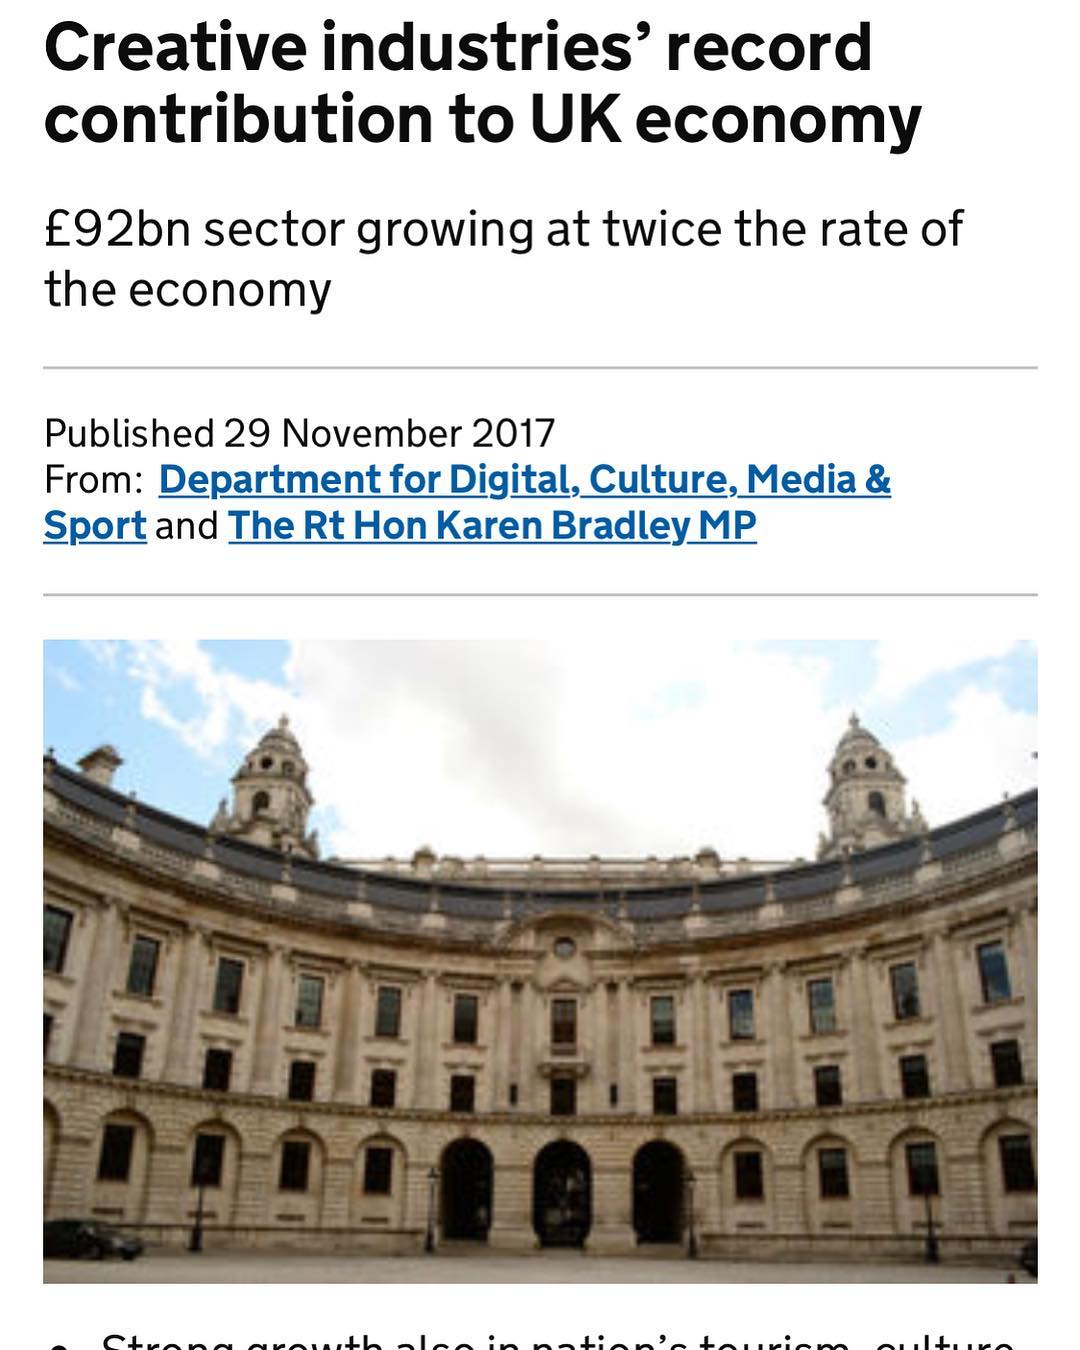 Creative industries’ record
contribution to UK economy
£92bn sector growing at twice the rate of
the economy
Published 29 November 2017
From: Department for Digital, Culture, Media &
Sport and The Rt Hon Karen Bradley MP
• Strong growth also in nation’s tourism, culture